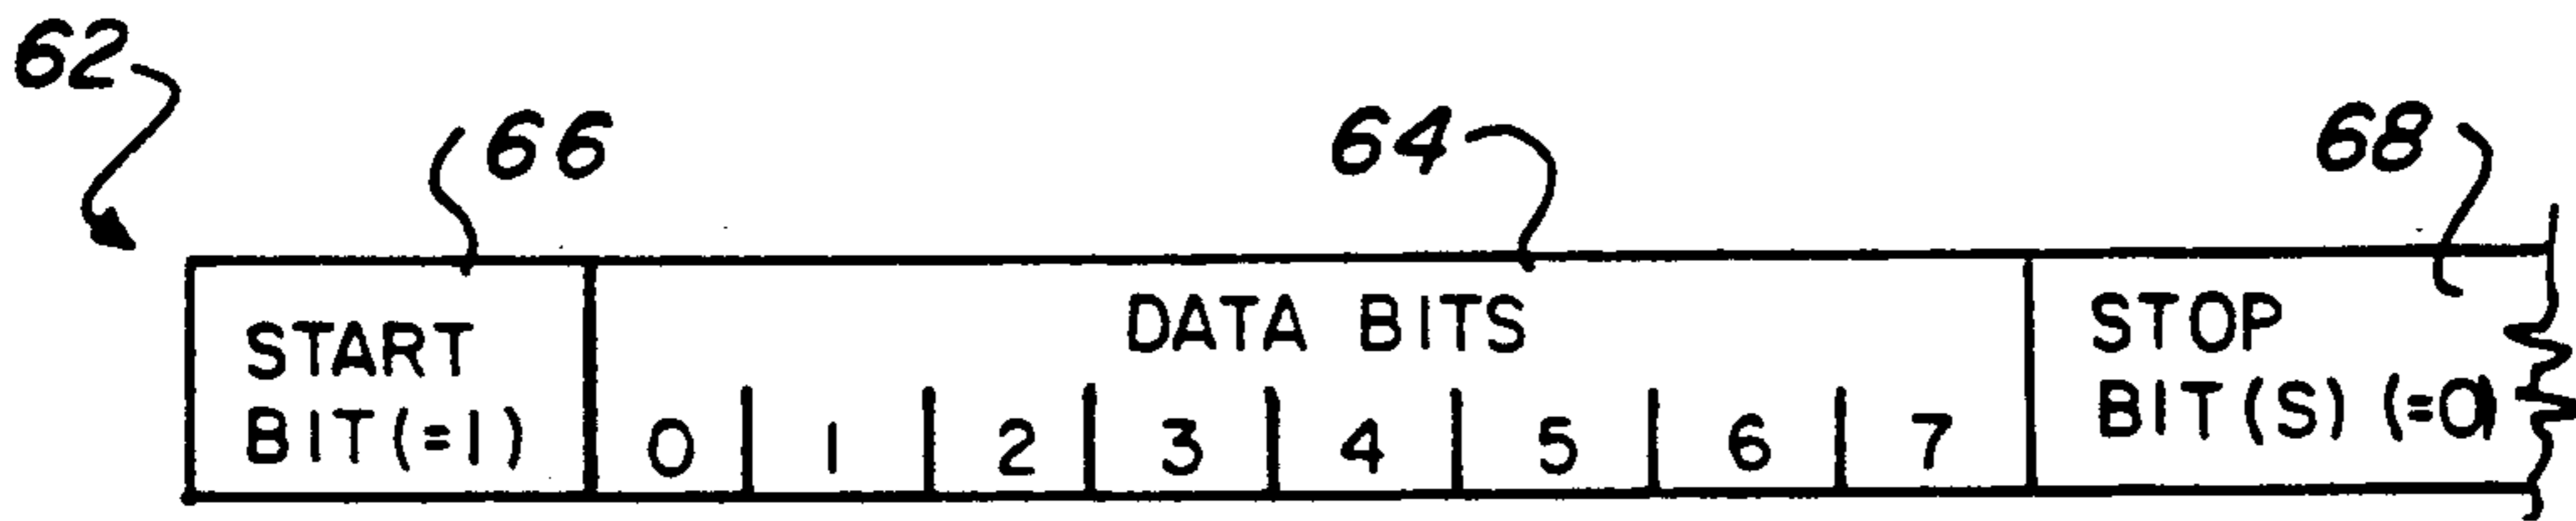 62
66
64
68
START
BIT(=1)
DATA BITS
0 1 2 3 4 5 6 7
STOP
BIT(S) (=0)